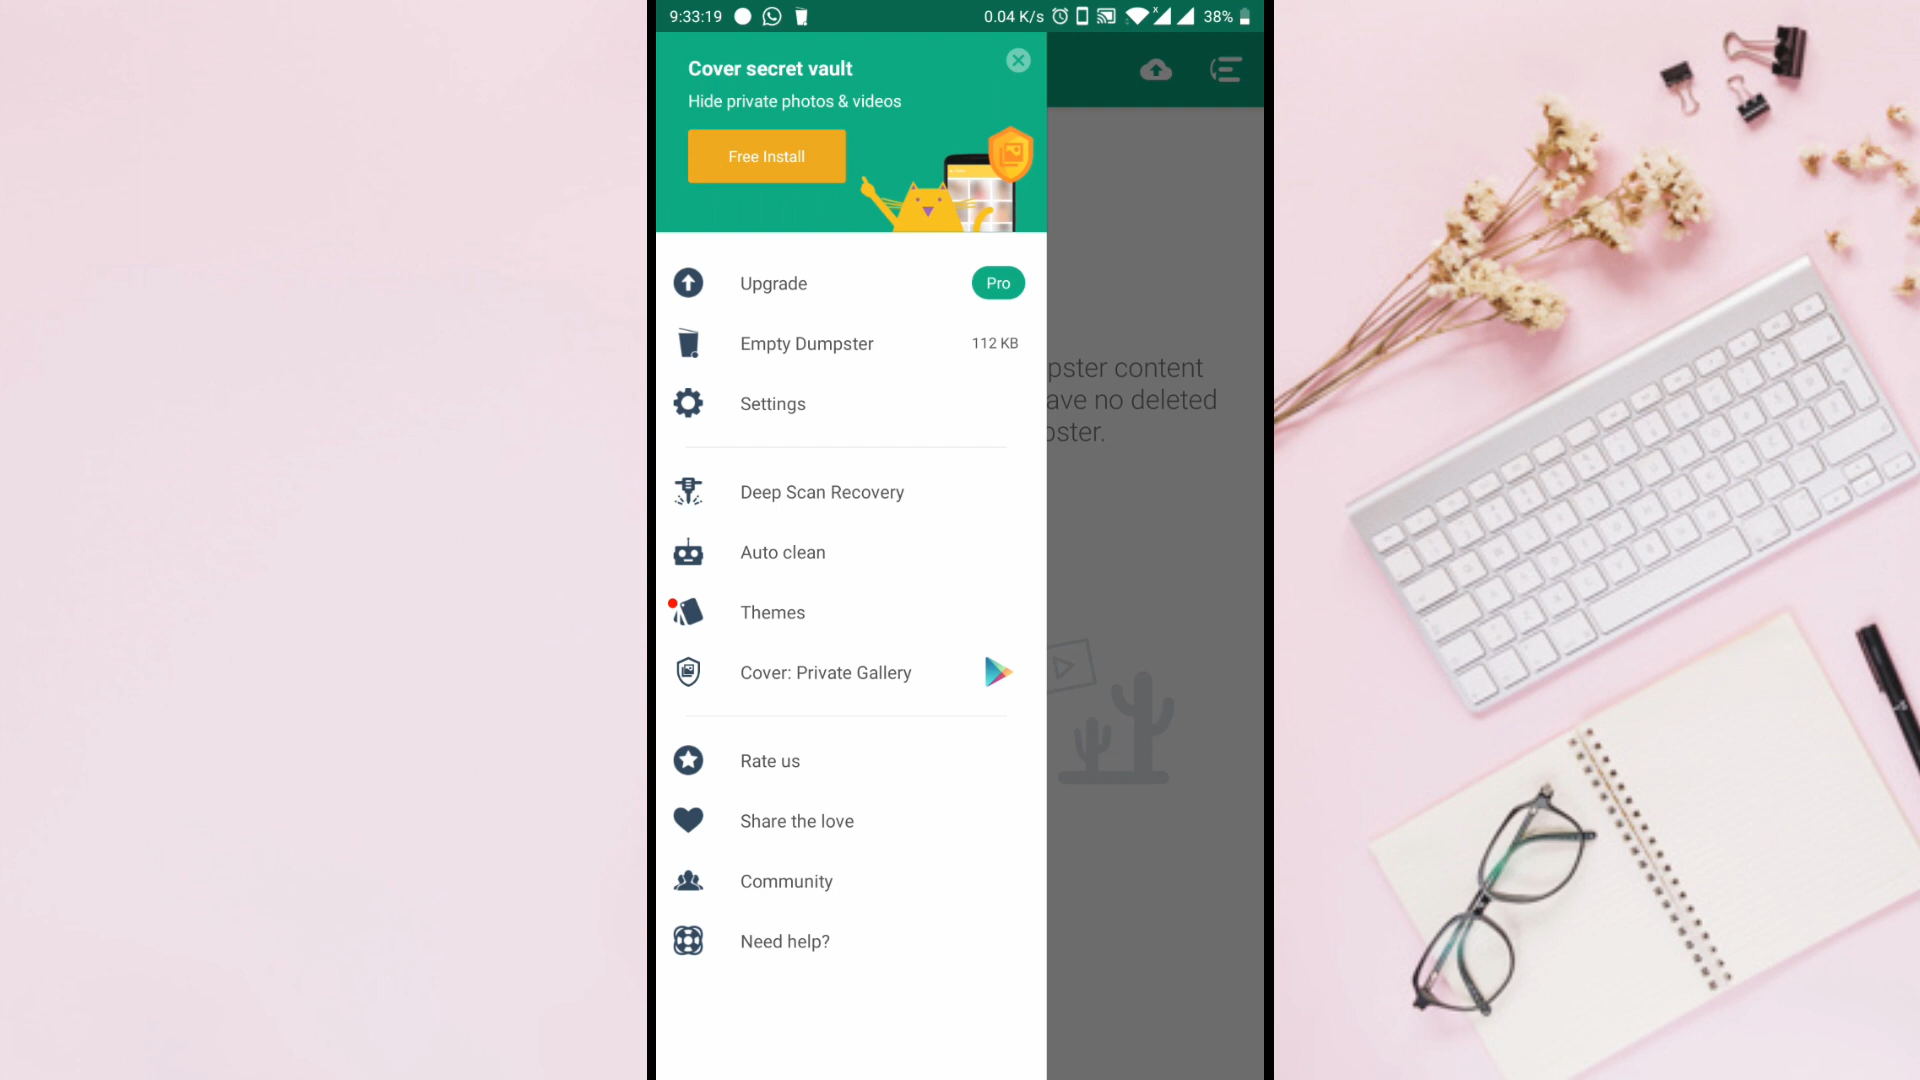 9:33:19
0.04 K/s
x
38%
Cover secret vault
Hide private photos & videos
Free Install
Upgrade
Pro
Empty Dumpster
112 KB
Settings
pster content
ave no deleted
pster.
Deep Scan Recovery
Auto clean
Themes
Cover: Private Gallery
Rate us
Share the love
Community
Need help?